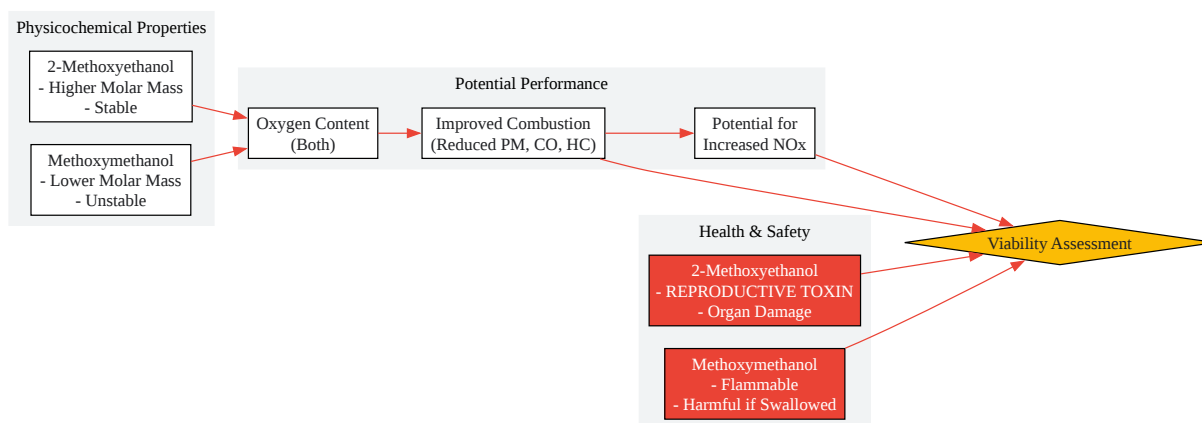 Physicochemical Properties
2-Methoxyethanol
- Higher Molar Mass
- Stable
Methoxymethanol
- Lower Molar Mass
- Unstable
Potential Performance
Oxygen Content
(Both)
Improved Combustion
(Reduced PM, CO, HC)
Potential for
Increased NOx
Health & Safety
2-Methoxyethanol
- REPRODUCTIVE TOXIN
- Organ Damage
Methoxymethanol
- Flammable
- Harmful if Swallowed
Viability Assessment